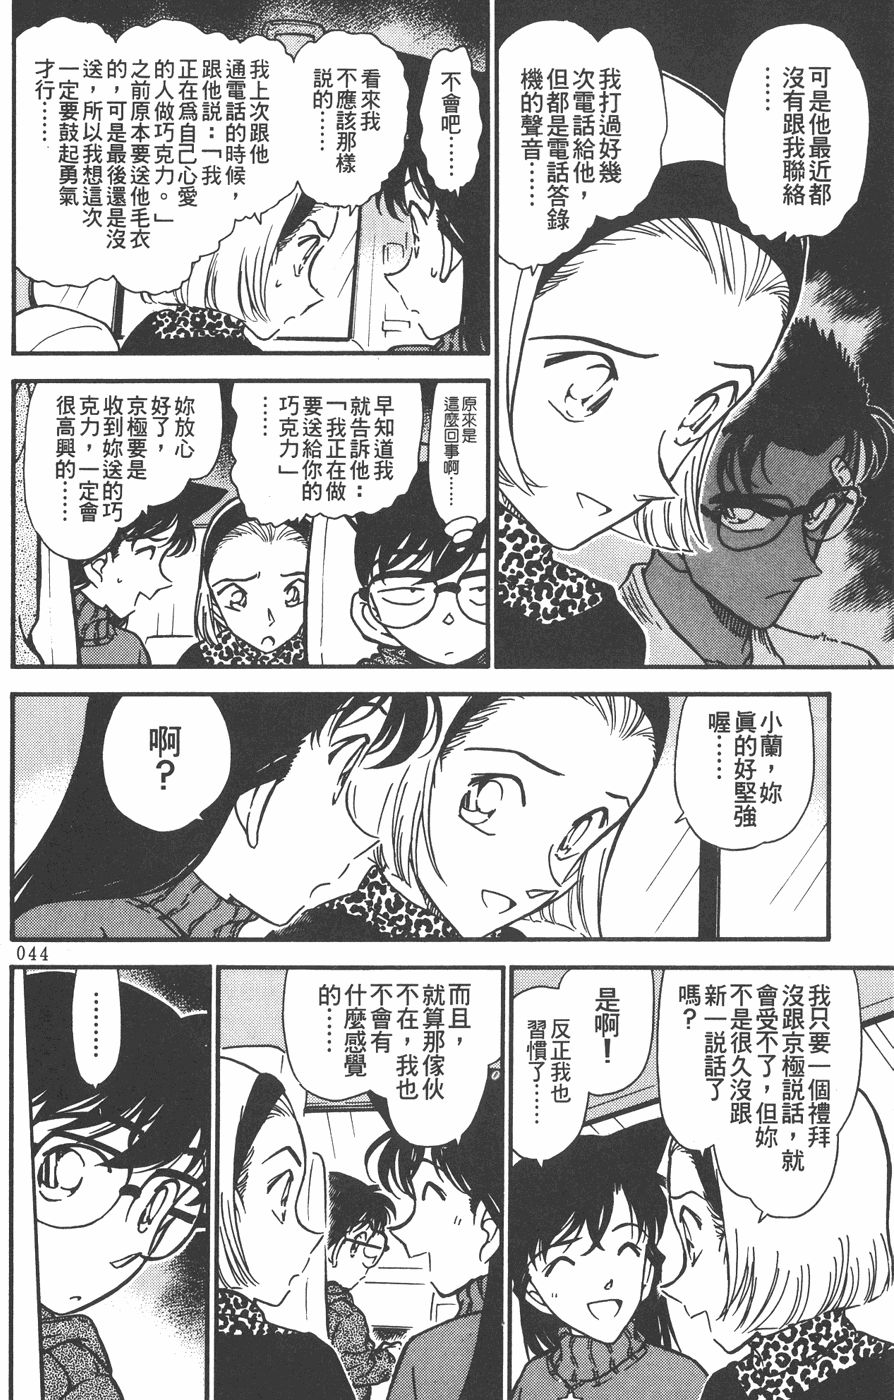 可是他最近都
沒有跟我聯絡
……
我打過好幾
次電話給他，
但都是電話答錄
機的聲音……
不會吧……
看來我
不應該那樣
説的……
我上次跟他
通電話的時候，
跟他説：「我
正在爲自己心愛
的人做巧克力。」
之前原本要送他毛衣
的，可是最後還是沒
送，所以我想這次
一定要鼓起勇氣
才行……
原來是
這麼回事啊……
早知道我
就告訴他：
「我正在做
要送給你的
巧克力」
……
妳放心
好了，
京極要是
收到妳送的巧
克力，一定會
很高興的……
小蘭，妳
眞的好堅強
喔……
啊？
我只要一個禮拜
沒跟京極説話，就
會受不了，但妳
不是很久沒跟
新一説話了
嗎？
是啊！
反正我也
習慣了……
而且，
就算那傢伙
不在，我也
不會有
什麼感覺
的……
………
044